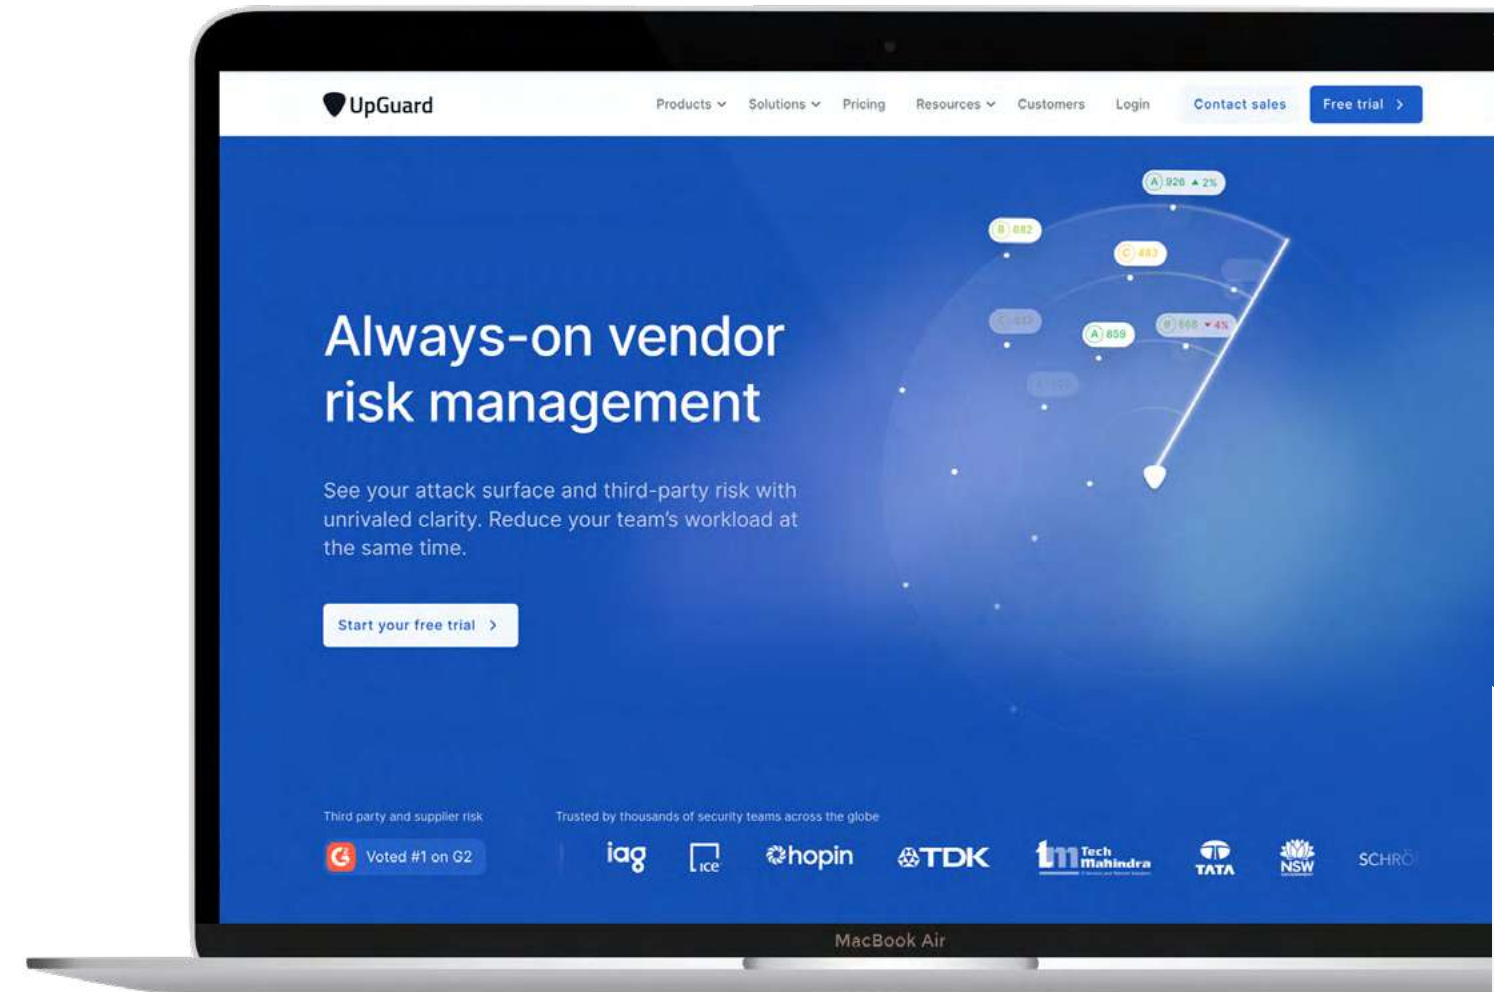 UpGuard
Products
Solutions
Pricing
Resources
Customers
Login
Contact sales
Free trial
A 926 ▲ 2%
B 682
C 483
A 859
B 668 ▼ 4%
Always-on vendor
risk management
See your attack surface and third-party risk with
unrivaled clarity. Reduce your team's workload at
the same time.
Start your free trial
Third party and supplier risk
Trusted by thousands of security teams across the globe
Voted #1 on G2
iag
ICE
hopin
TDK
Tech
Mahindra
TATA
NSW
MacBook Air